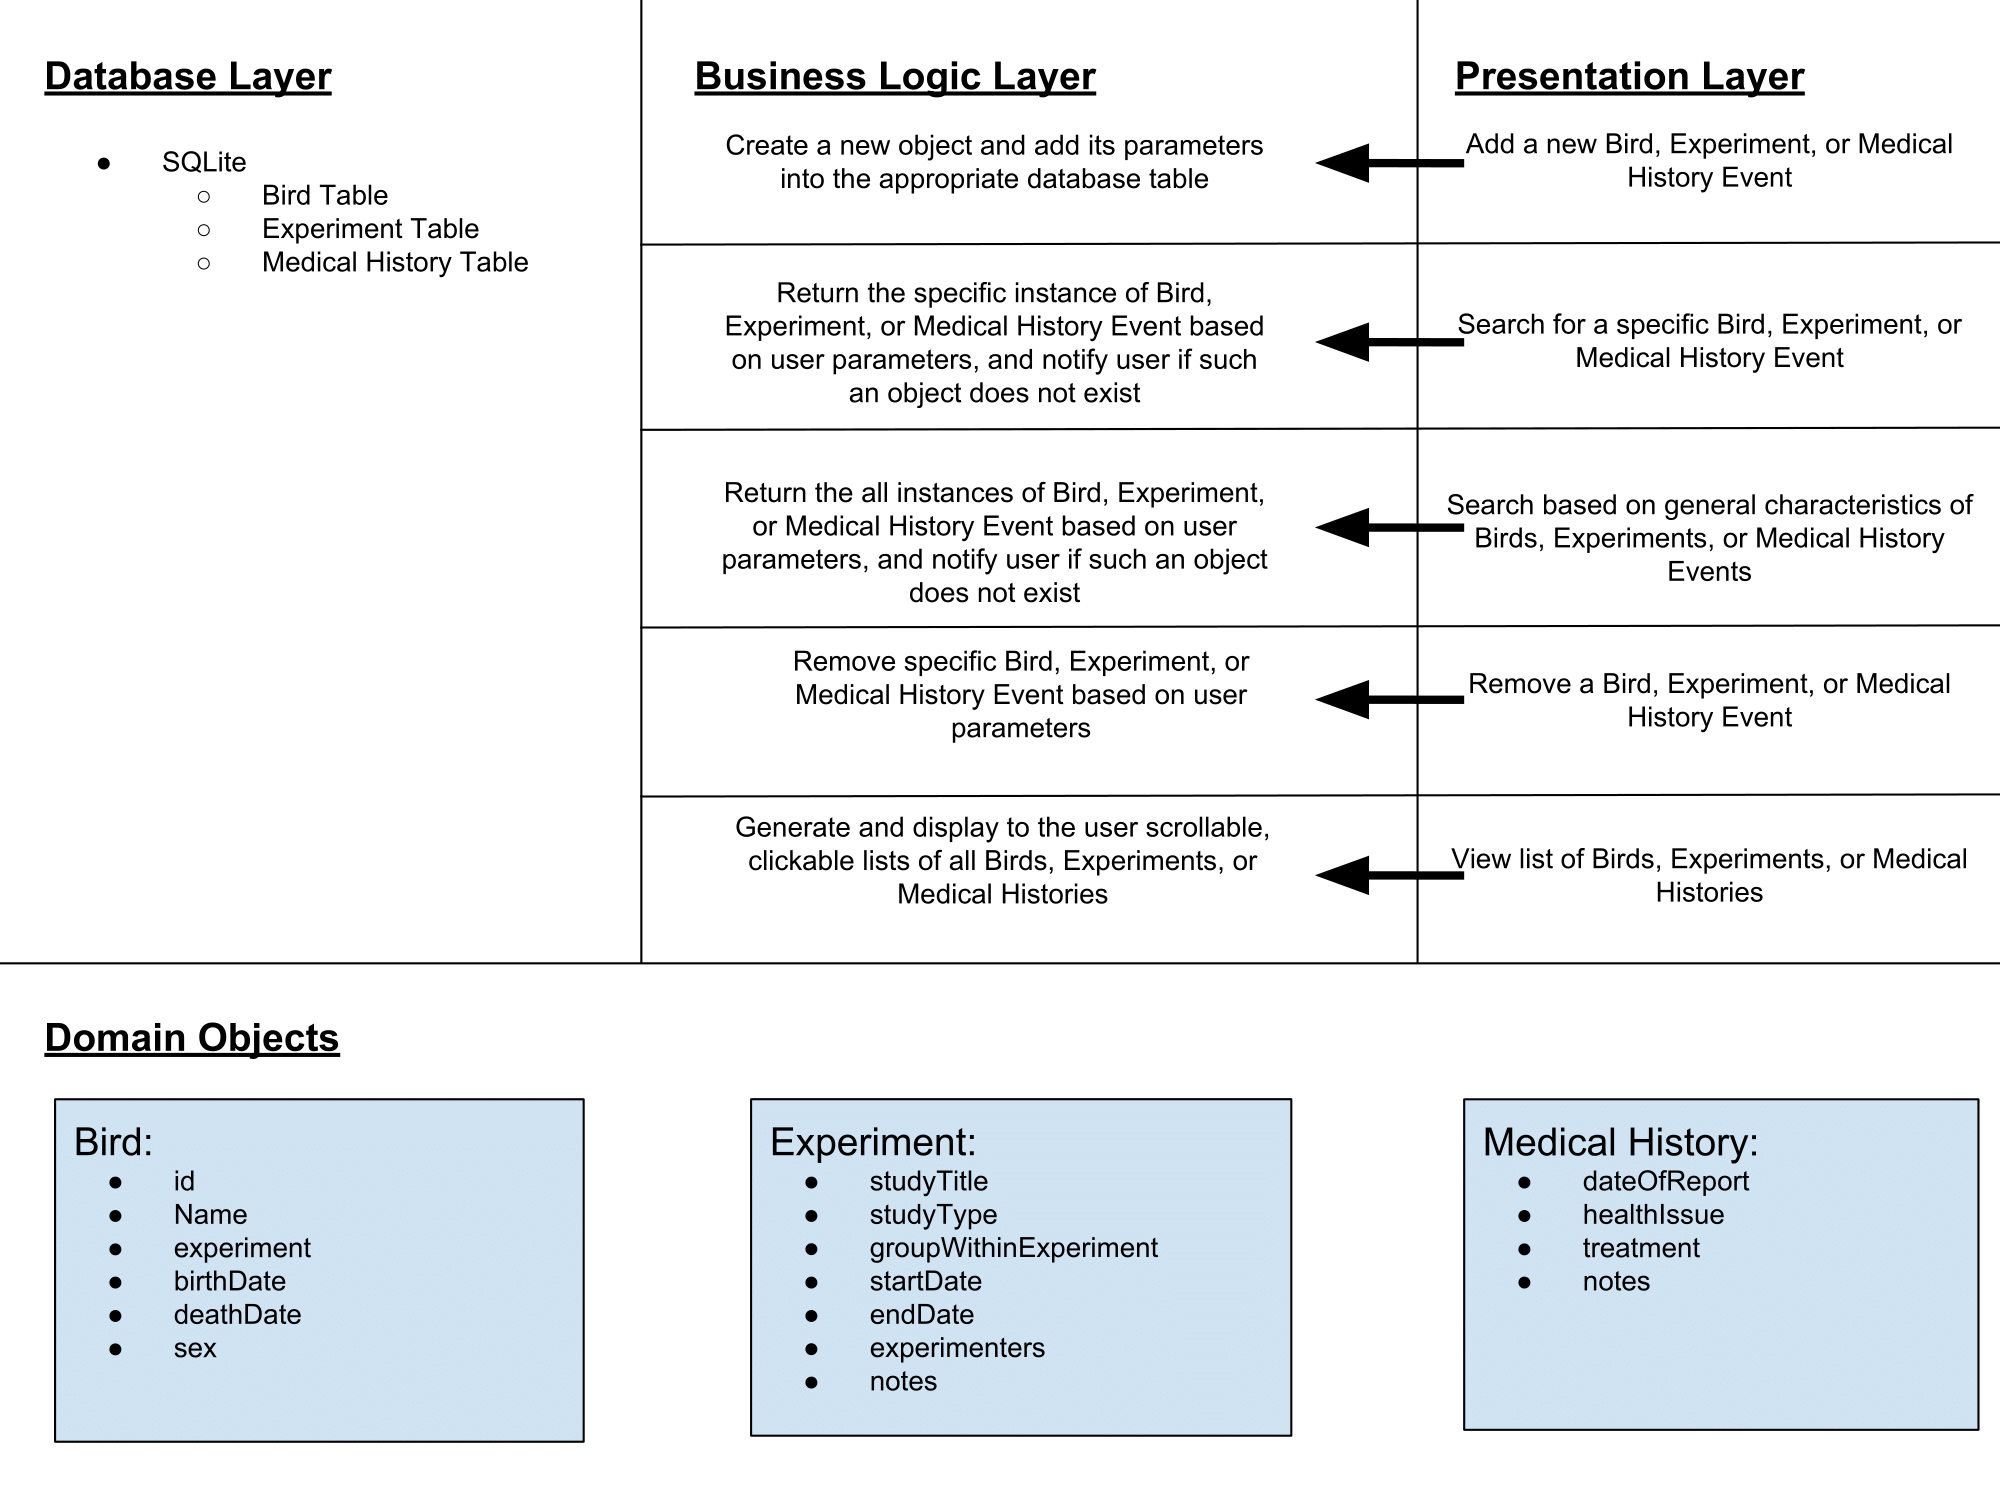 Database Layer
● SQLite
○ Bird Table
○ Experiment Table
○ Medical History Table
Business Logic Layer
Presentation Layer
Create a new object and add its parameters
into the appropriate database table
Add a new Bird, Experiment, or Medical
History Event
Return the specific instance of Bird,
Experiment, or Medical History Event based
on user parameters, and notify user if such
an object does not exist
Search for a specific Bird, Experiment, or
Medical History Event
Return the all instances of Bird, Experiment,
or Medical History Event based on user
parameters, and notify user if such an object
does not exist
Search based on general characteristics of
Birds, Experiments, or Medical History
Events
Remove specific Bird, Experiment, or
Medical History Event based on user
parameters
Remove a Bird, Experiment, or Medical
History Event
Generate and display to the user scrollable,
clickable lists of all Birds, Experiments, or
Medical Histories
View list of Birds, Experiments, or Medical
Histories
Domain Objects
Bird:
● id
● Name
● experiment
● birthDate
● deathDate
● sex
Experiment:
● studyTitle
● studyType
● groupWithinExperiment
● startDate
● endDate
● experimenters
● notes
Medical History:
● dateOfReport
● healthIssue
● treatment
● notes